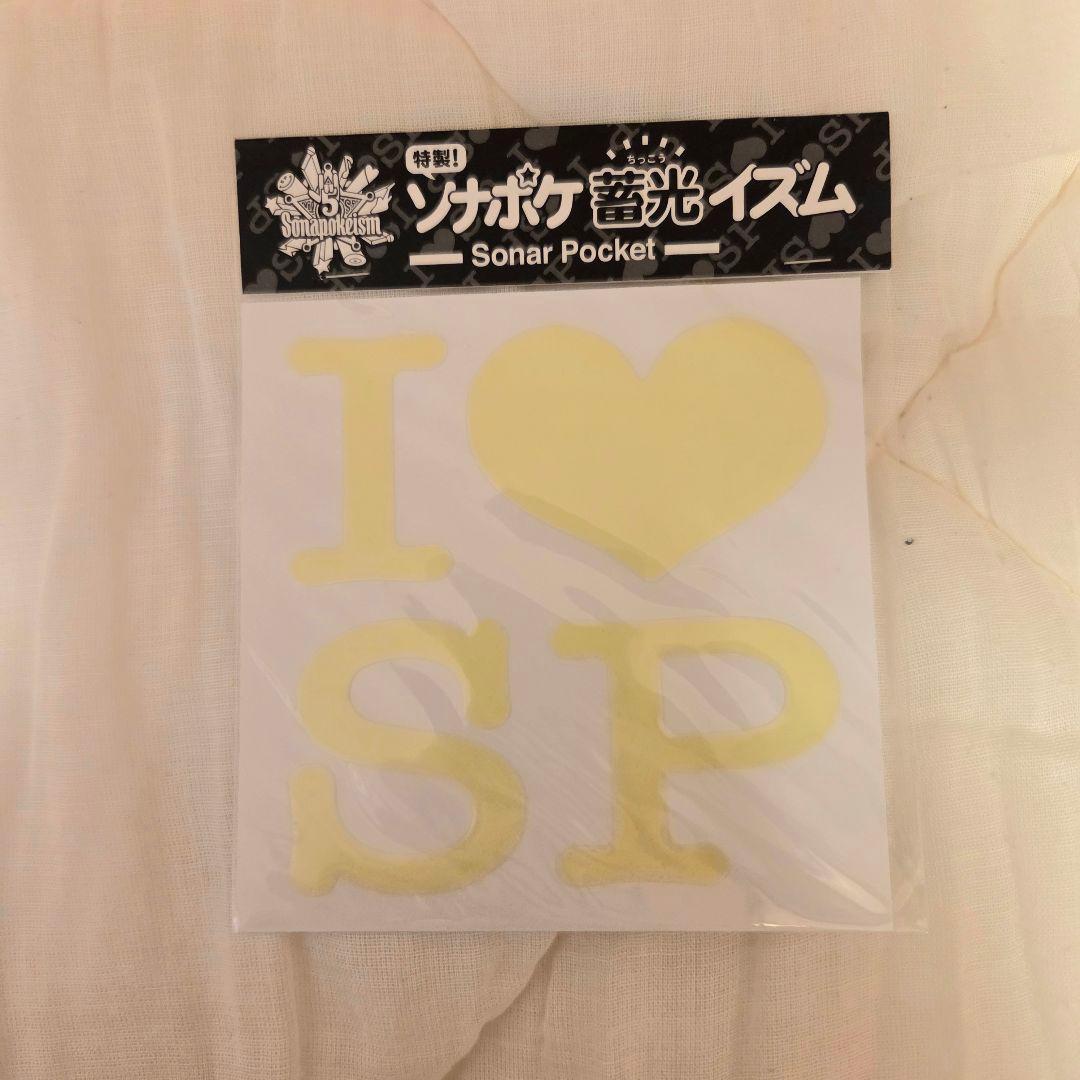 特製!
ちっこう
ソナポケ蓄光イズム
Sonar Pocket
5
Sonapokeism
I♥
SP